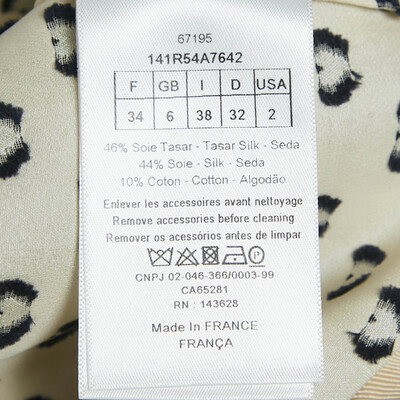 67195
141R54A7642
F GB I D USA
34 6 38 32 2
46% Soie Tasar - Tasar Silk - Seda
44% Soie - Silk - Seda
10% Coton - Cotton - Algodão
Enlever les accessoires avant nettoyage
Remove accessories before cleaning
Remover os acessórios antes de limpar
CNPJ 02-046-366/0003-99
CA65281
RN : 143628
Made In FRANCE
FRANÇA